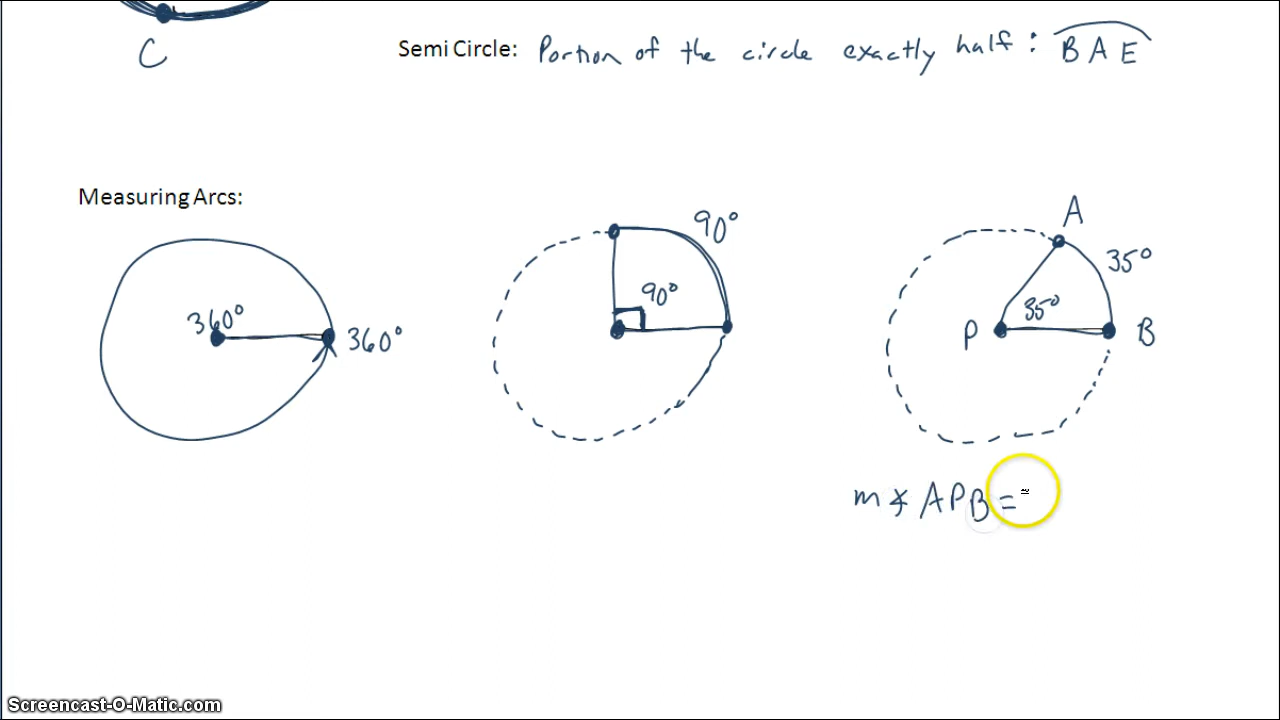 C
Semi Circle: Portion of the circle exactly half: BAE
Measuring Arcs:
360°
360°
90°
90°
A
35°
35°
P
B
m∡APB =
Screencast-O-Matic.com